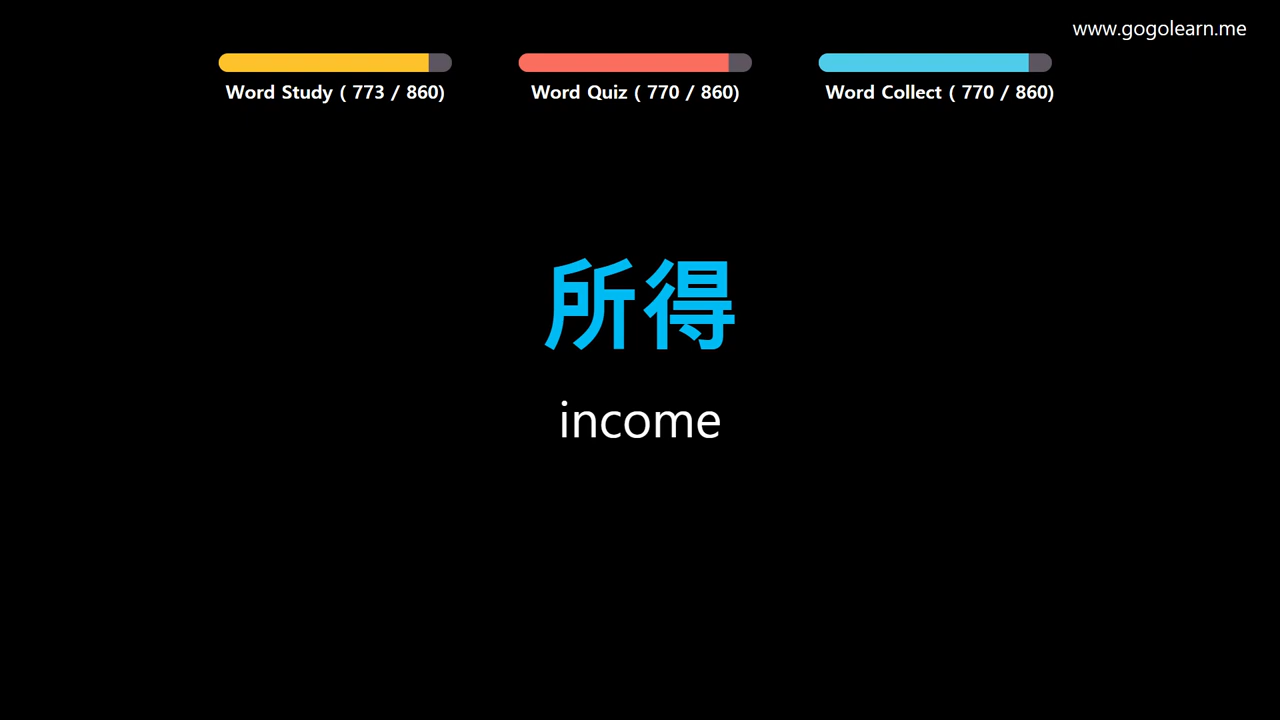 www.gogolearn.me
Word Study ( 773 / 860)
Word Quiz ( 770 / 860)
Word Collect ( 770 / 860)
所得
income